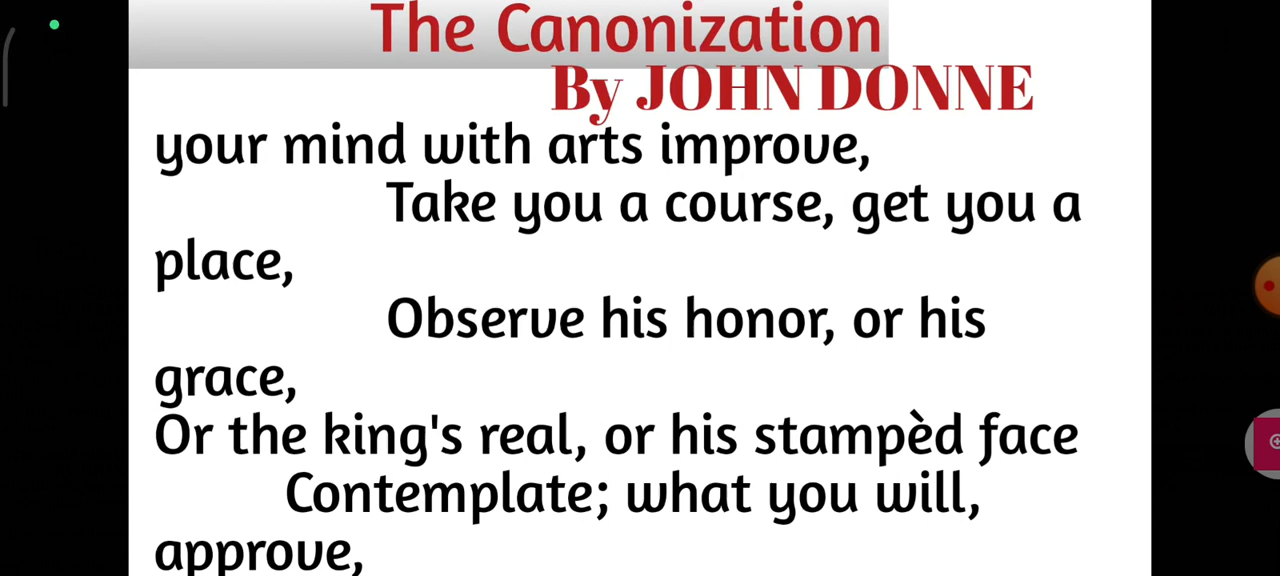 The Canonization
By JOHN DONNE
your mind with arts improve,
Take you a course, get you a
place,
Observe his honor, or his
grace,
Or the king's real, or his stampèd face
Contemplate; what you will,
approve,